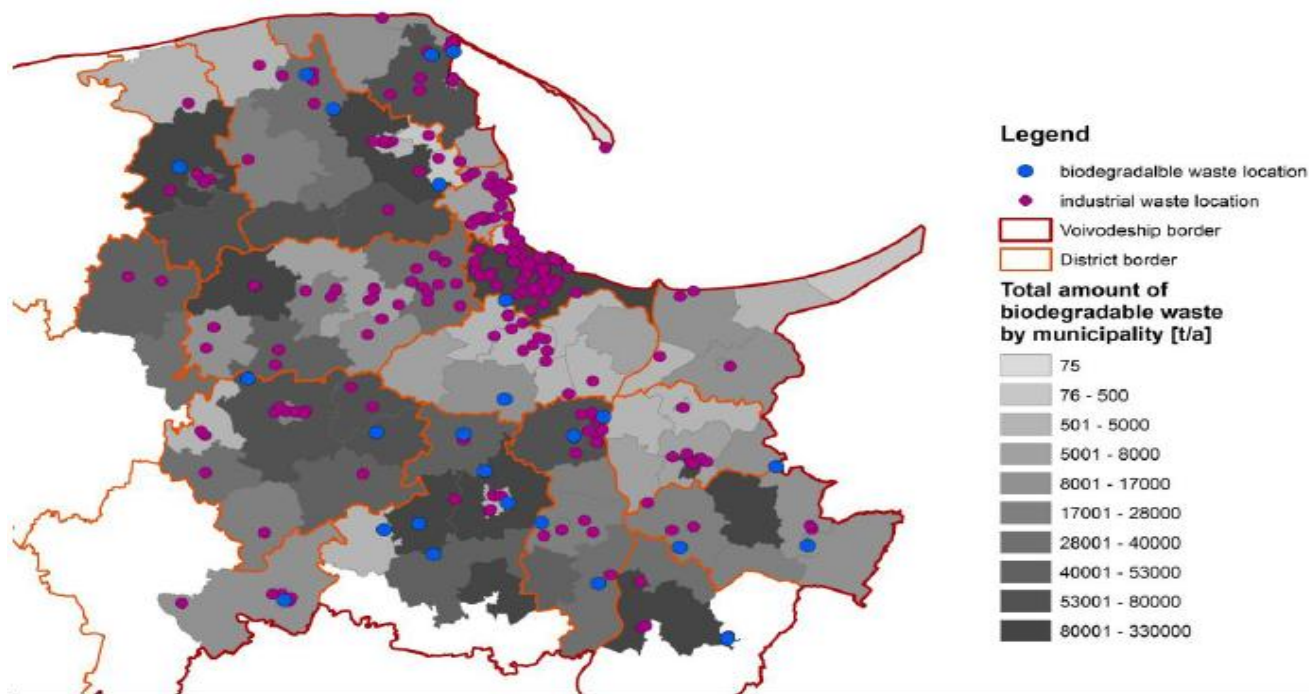 Legend
biodegradalble waste location
industrial waste location
Voivodeship border
District border
Total amount of
biodegradable waste
by municipality [t/a]
75
76 - 500
501 - 5000
5001 - 8000
8001 - 17000
17001 - 28000
28001 - 40000
40001 - 53000
53001 - 80000
80001 - 330000